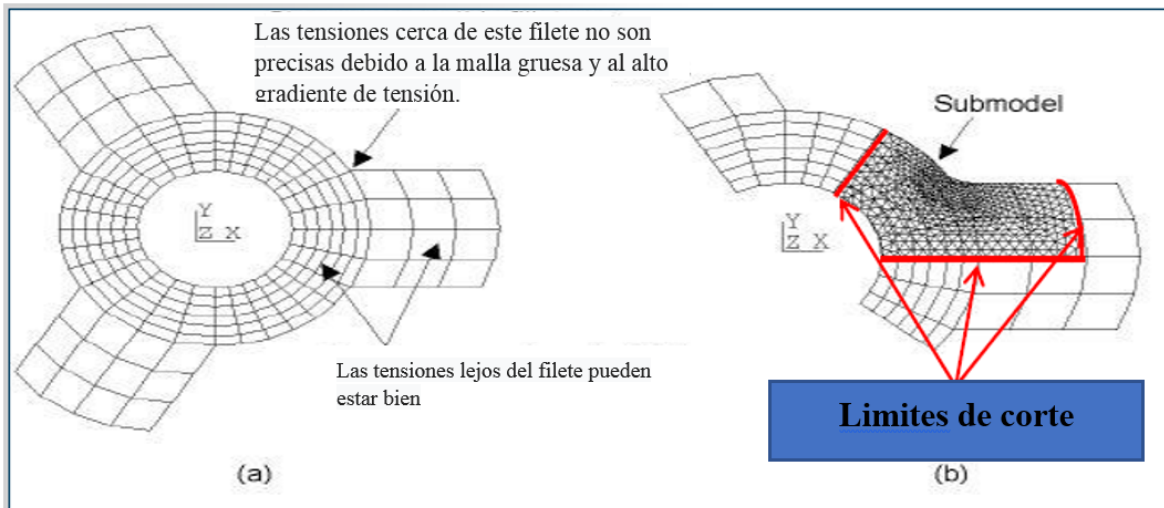 Las tensiones cerca de este filete no son
precisas debido a la malla gruesa y al alto
gradiente de tensión.
Submodel
Y
Z X
Y
Z X
Las tensiones lejos del filete pueden
estar bien
Limites de corte
(a)
(b)